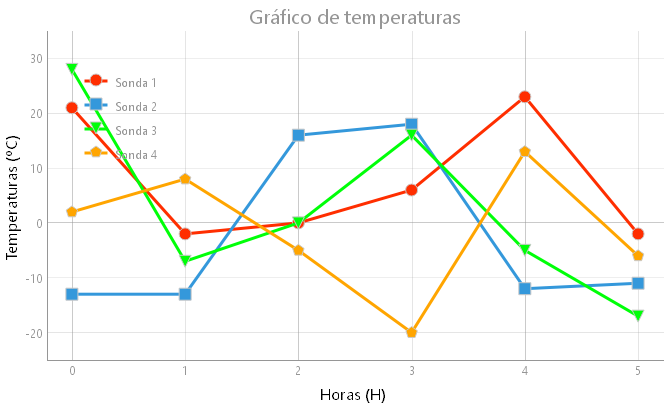 Gráfico de temperaturas
Temperaturas (ºC)
30
20
10
0
-10
-20
Sonda 1
Sonda 2
Sonda 3
Sonda 4
0 1 2 3 4 5
Horas (H)